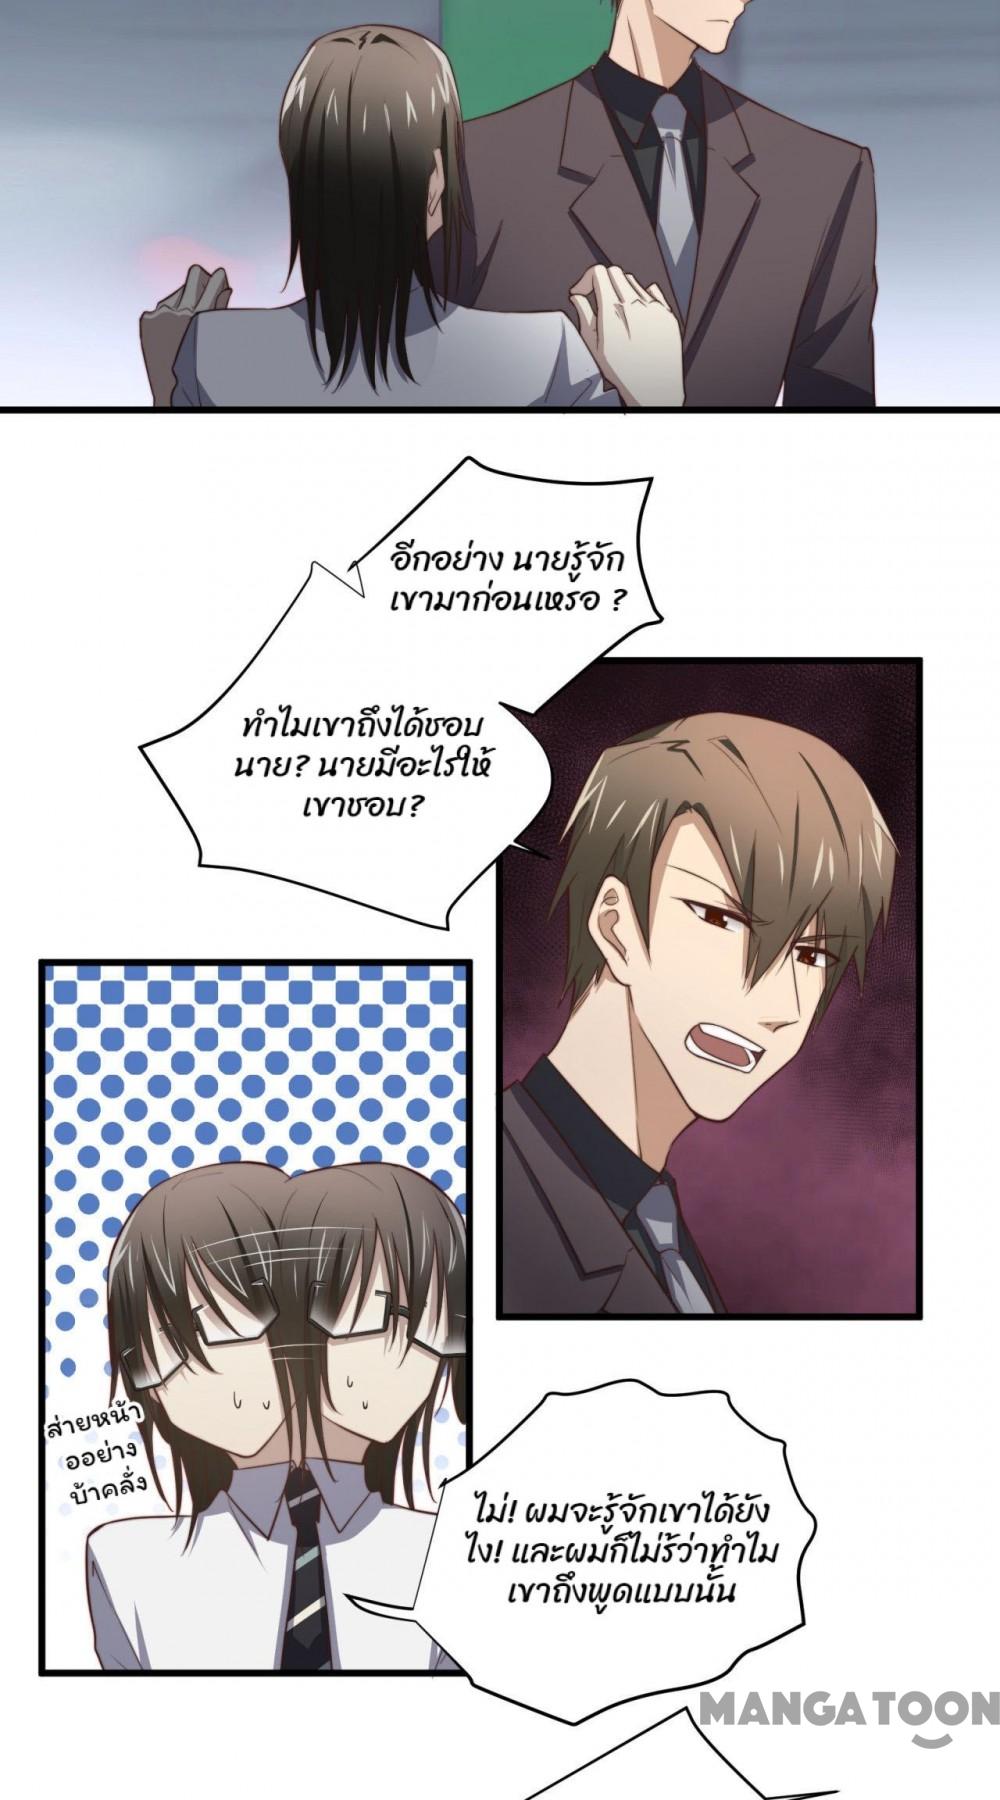 อีกอย่าง นายรู้จัก
เขามาก่อนเหรอ ?
ทำไมเขาถึงได้ชอบ
นาย? นายมีอะไรให้
เขาชอบ?
ส่ายหน้า
ออย่าง
บ้าคลั่ง
ไม่! ผมจะรู้จักเขาได้ยัง
ไง! และผมก็ไม่รู้ว่าทำไม
เขาถึงพูดแบบนั้น
MANGATOON